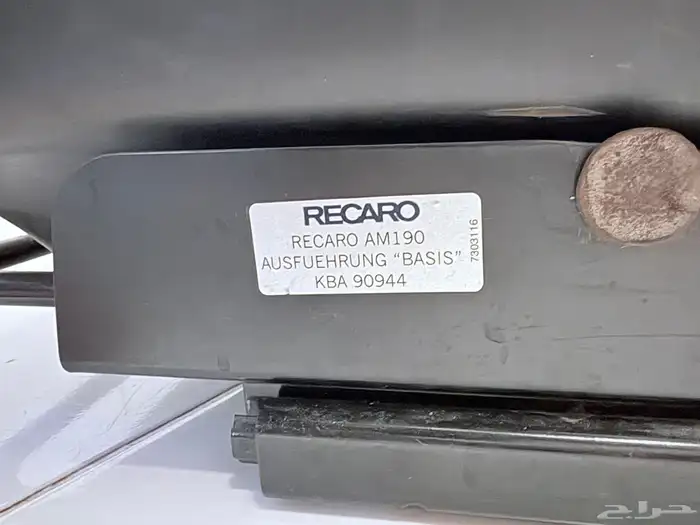 RECARO
RECARO AM190
AUSFUEHRUNG “BASIS”
KBA 90944
7303116
حراج